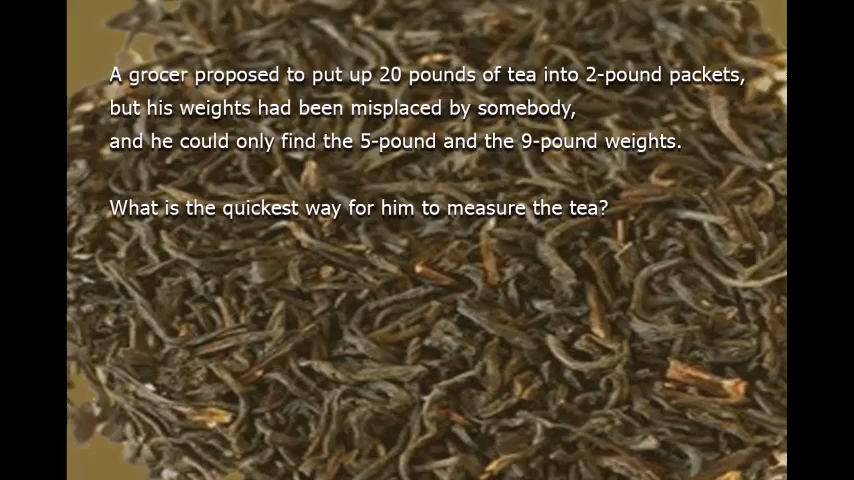 A grocer proposed to put up 20 pounds of tea into 2-pound packets,
but his weights had been misplaced by somebody,
and he could only find the 5-pound and the 9-pound weights.
What is the quickest way for him to measure the tea?